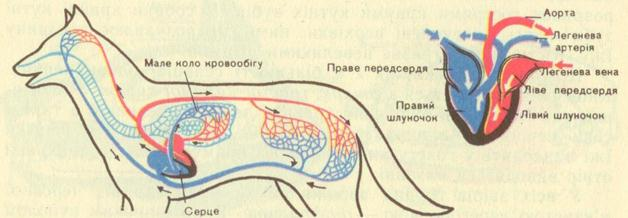 Мале коло кровообігу
Серце
Аорта
Легенева
артерія
Праве передсердя
Легенева вена
Ліве передсердя
Правий
шлуночок
Лівий шлуночок